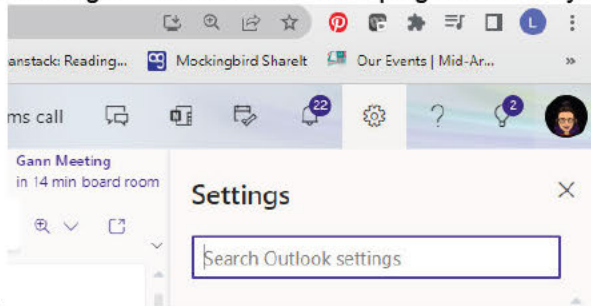 anstack: Reading... Mockingbird ShareIt Our Events | Mid-Ar... »
L
ms call 22 ? 2
Gann Meeting
in 14 min board room
Settings
Search Outlook settings